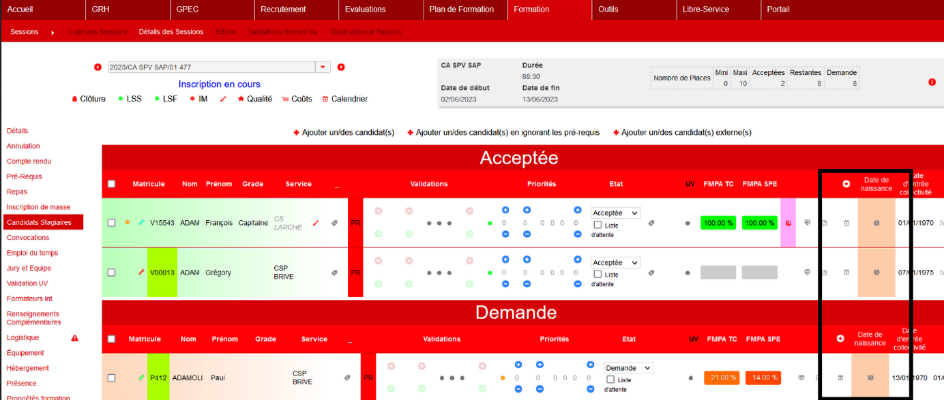 Accueil GRH GPEC Recrutement Evaluations Plan de Formation Formation Outils Libre-Service Portail
Sessions Liste des Sessions Détails des Sessions Edition Validations dernier niv Duplication de Session
2023/CA SPV SAP/01 477
Inscription en cours
Clôture LSS LSF IM Qualité Coûts Calendrier
CA SPV SAP Durée
88:30
Date de début Date de fin
02/06/2023 13/06/2023
Mini Maxi Acceptées Restantes Demande
Nombre de Places 0 10 2 8 8
Ajouter un/des candidat(s) Ajouter un/des candidat(s) en ignorant les pré-requis Ajouter un/des candidat(s) externe(s)
Détails
Annulation
Compte rendu
Pré-Requis
Repas
Inscription de masse
Candidats Stagiaires
Convocations
Emploi du temps
Jury et Equipe
Validation UV
Formateurs Int.
Renseignements
Complémentaires
Logistique
Équipement
Hébergement
Présence
Propriétés formation
Acceptée
Matricule Nom Prénom Grade Service _ Validations Priorités Etat UV FMPA TC FMPA SPE Date de naissance d'entrée collectivité
V15543 ADAM François Capitaine CS LARCHE PR 0 0 0 0 0 Acceptée Liste d'attente 100.00 % 100.00 % 01/01/1970
V00013 ADAM Grégory CSP BRIVE PR 0 0 0 0 0 Acceptée Liste d'attente 07/01/1975
Demande
Matricule Nom Prénom Grade Service _ Validations Priorités Etat UV FMPA TC FMPA SPE Date de naissance d'entrée collectivité
P412 ADAMOLI Paul CSP BRIVE PR 0 0 0 0 0 Demande Liste d'attente 21.00 % 14.00 % 13/01/1970